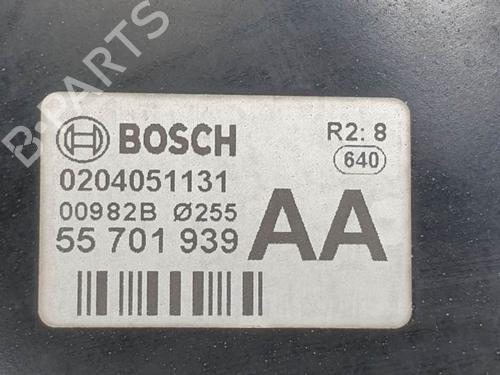 BOSCH
R2: 8
640
0204051131
00982B Ø255
55 701 939
AA
B-PARTS